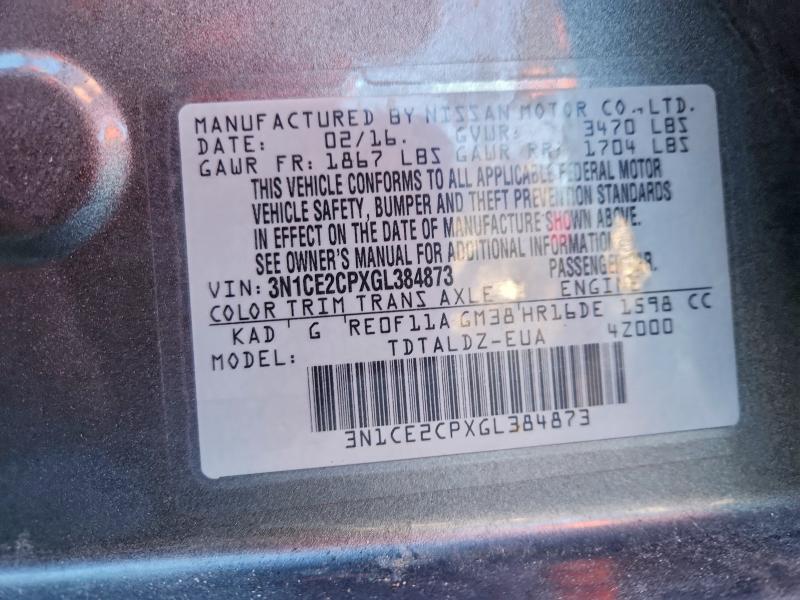 MANUFACTURED BY NISSAN MOTOR CO.,LTD.
DATE: 02/16. GVWR: 3470 LBS
GAWR FR: 1867 LBS GAWR RR: 1704 LBS
THIS VEHICLE CONFORMS TO ALL APPLICABLE FEDERAL MOTOR
VEHICLE SAFETY, BUMPER AND THEFT PREVENTION STANDARDS
IN EFFECT ON THE DATE OF MANUFACTURE SHOWN ABOVE.
SEE OWNER'S MANUAL FOR ADDITIONAL INFORMATION.
VIN: 3N1CE2CPXGL384873 PASSENGER CAR
COLOR TRIM TRANS AXLE ENGINE
KAD G RE0F11A GM38 HR16DE 1598 CC
MODEL: TDTALDZ-EUA 4Z000
3N1CE2CPXGL384873